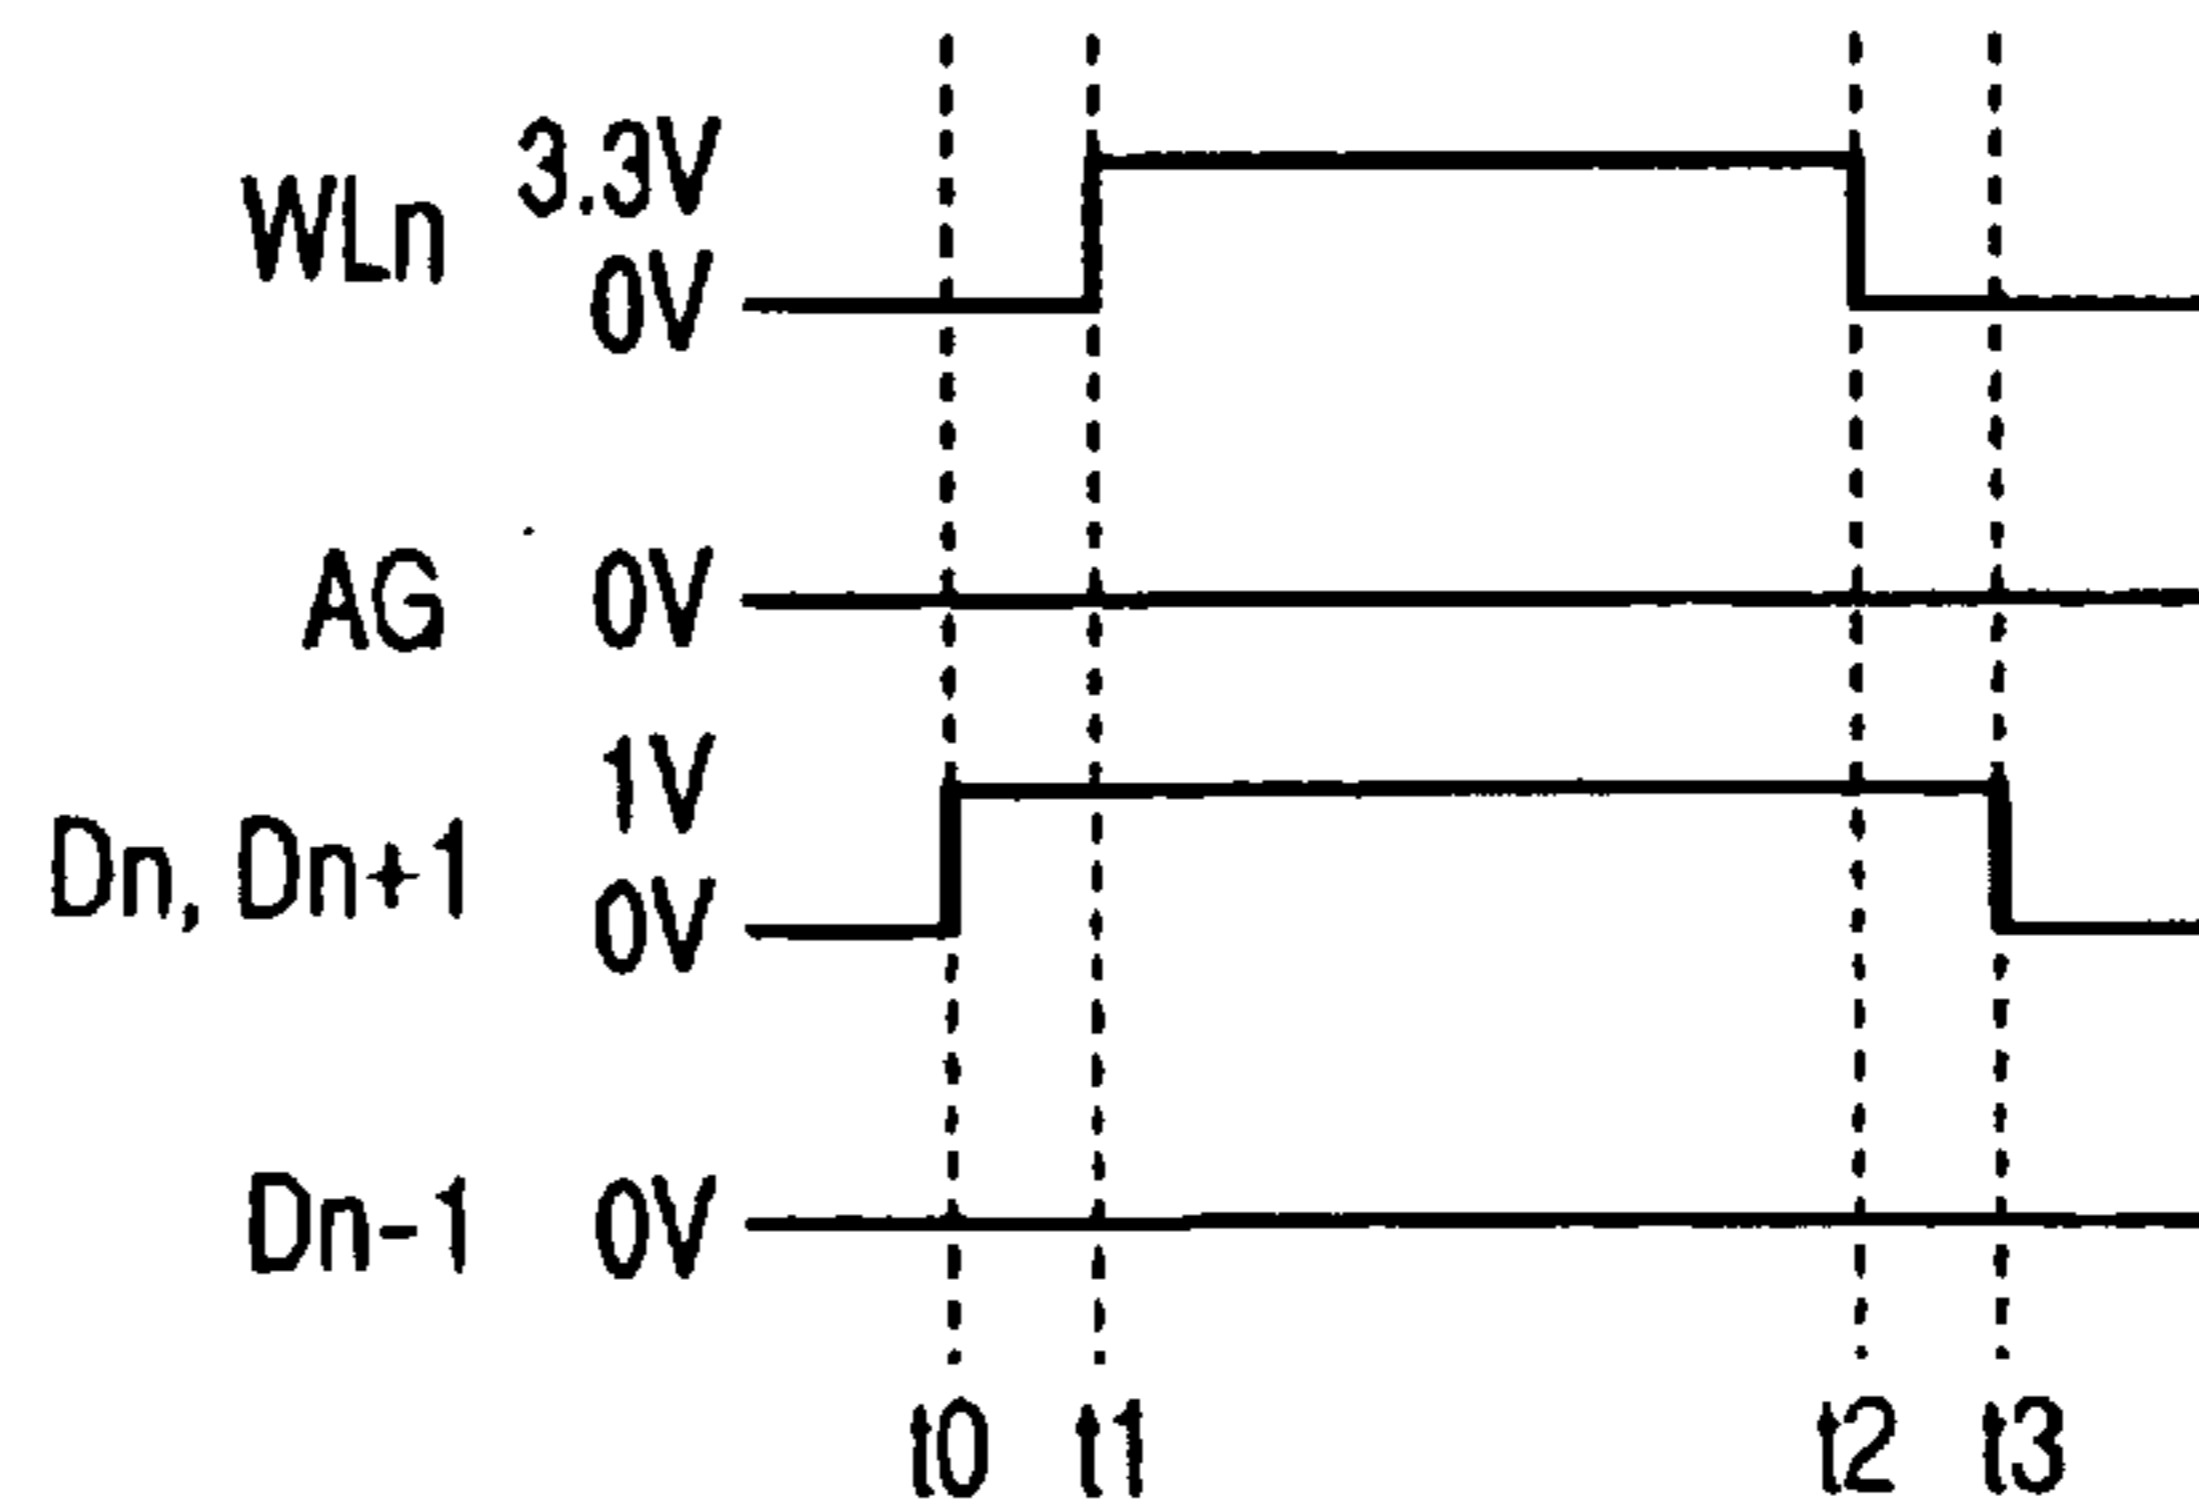 3.3V
WLn
0V
AG 0V
1V
Dn, Dn+1
0V
Dn-1 0V
t0 t1 t2 t3